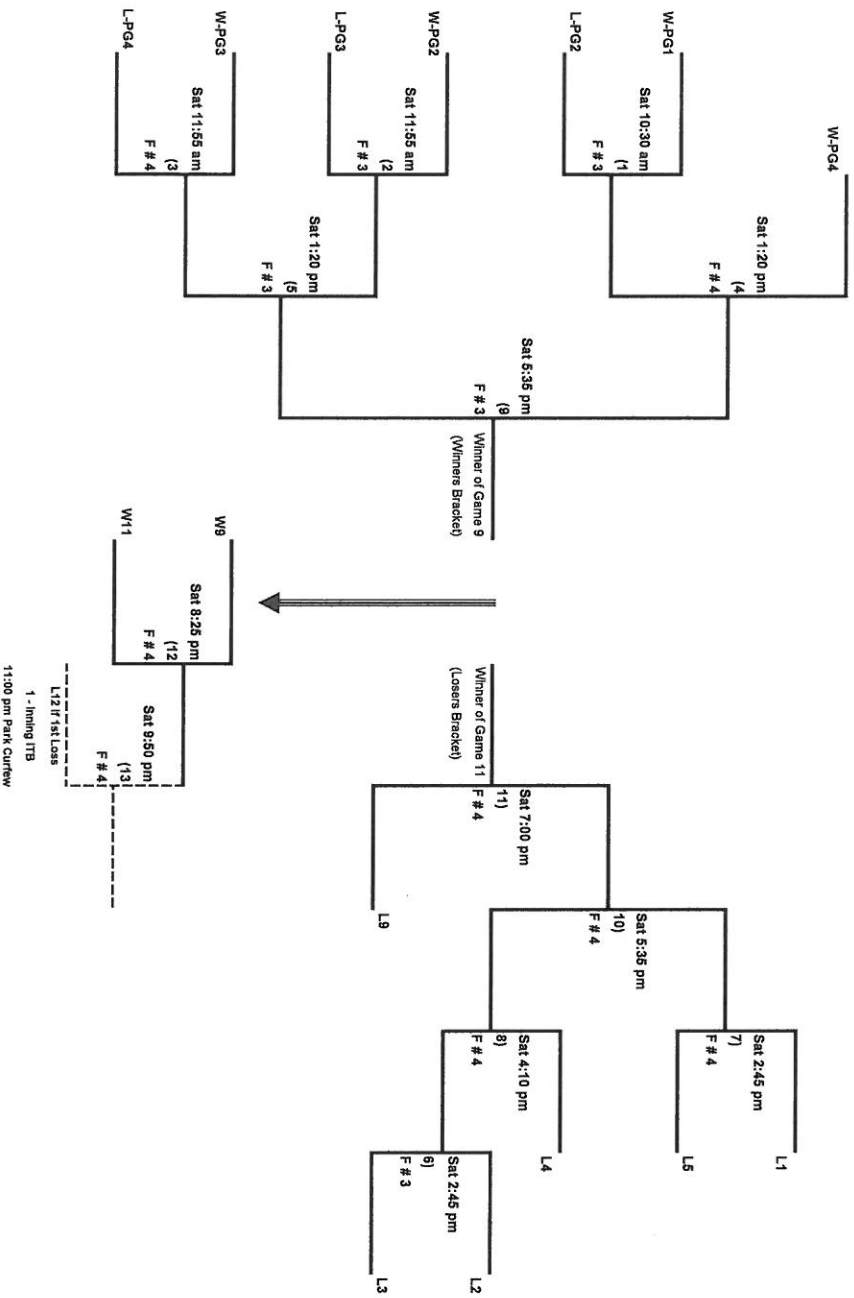 W-PG4
W-PG1
Sat 10:30 am
(1
F # 3
L-PG2
Sat 1:20 pm
(4
F # 4
W-PG2
Sat 11:55 am
(2
F # 3
L-PG3
W-PG3
Sat 11:55 am
(3
F # 4
L-PG4
Sat 1:20 pm
(5
F # 3
Sat 5:35 pm
(9
F # 3
Winner of Game 9
(Winners Bracket)
Winner of Game 11
(Losers Bracket)
Sat 7:00 pm
11)
F # 4
L9
Sat 5:35 pm
10)
F # 4
L1
Sat 2:45 pm
7)
F # 4
L5
L4
Sat 4:10 pm
8)
F # 4
L2
Sat 2:45 pm
6)
F # 3
L3
W9
Sat 8:25 pm
(12
F # 4
W11
Sat 9:50 pm
(13
F # 4
L12 if 1st Loss
1 - Inning ITB
11:00 pm Park Curfew